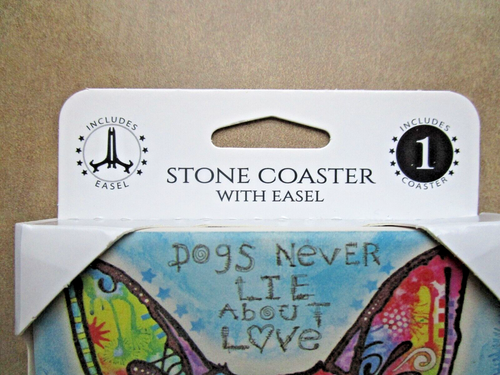 INCLUDES
EASEL
STONE COASTER
WITH EASEL
INCLUDES
1
COASTER
DOgS NeVeR
LIE
ABouT
LOVe